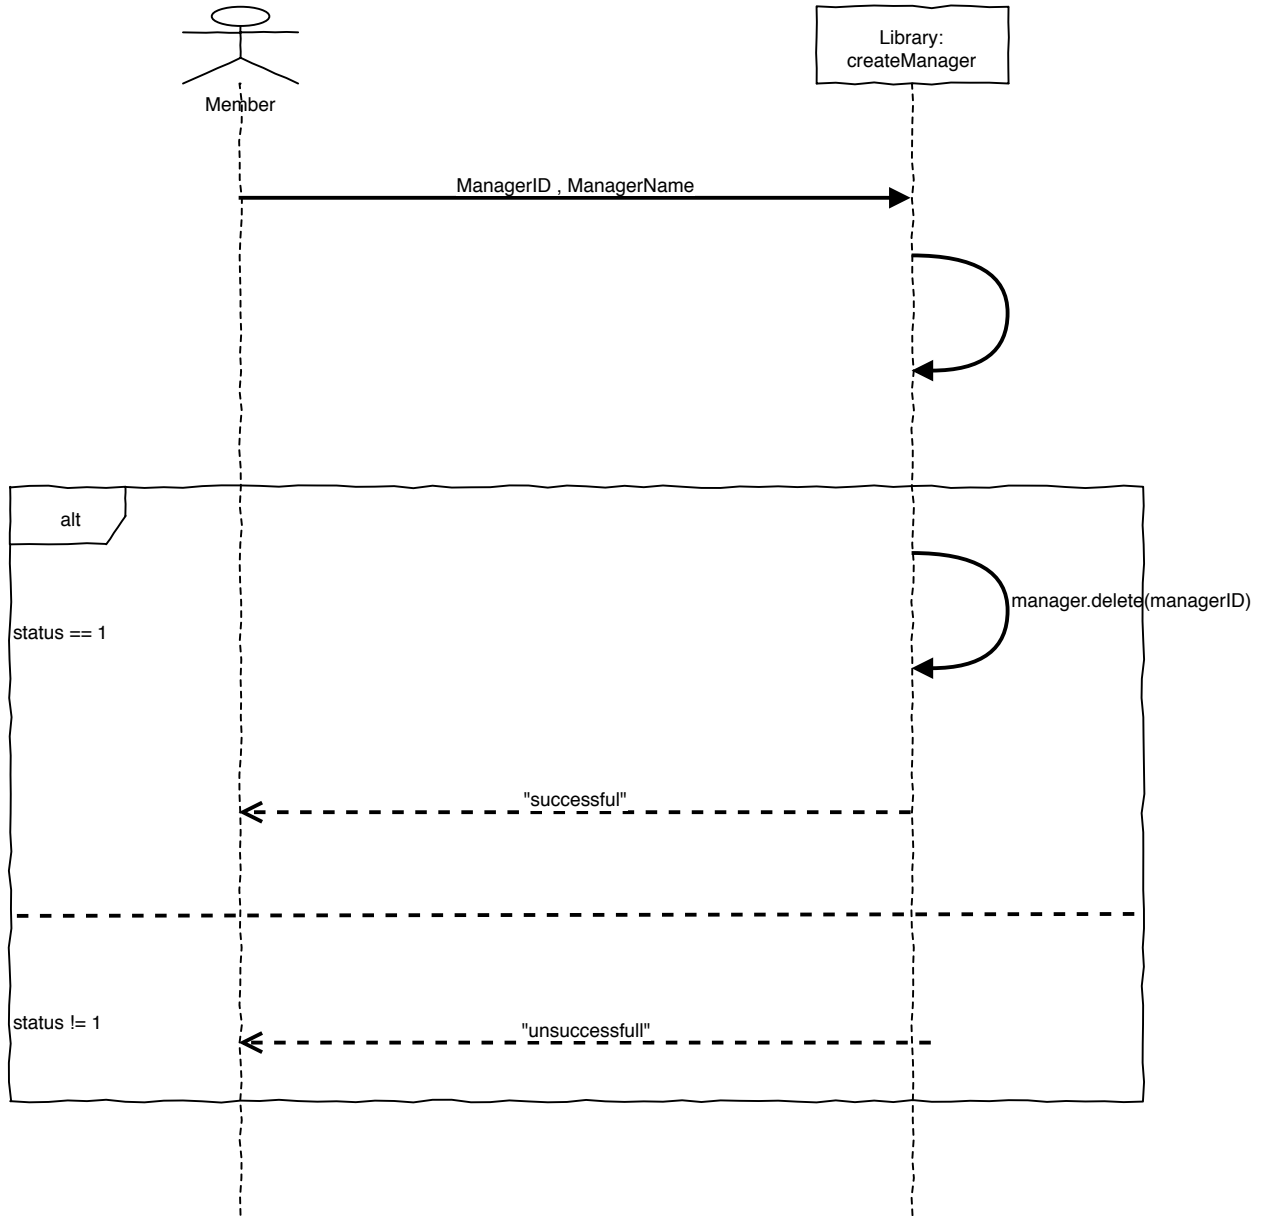 Member
Library:
createManager
ManagerID , ManagerName
alt
manager.delete(managerID)
status == 1
"successful"
status != 1
"unsuccessfull"